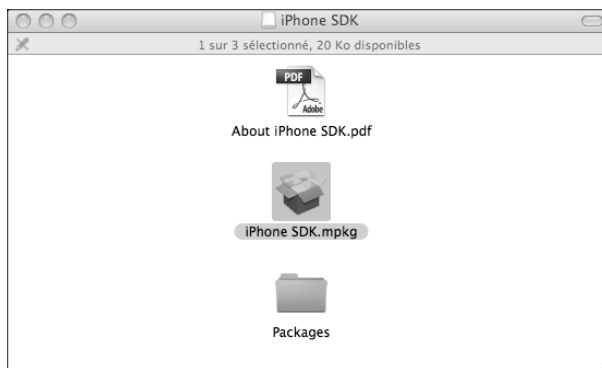 iPhone SDK
1 sur 3 sélectionné, 20 Ko disponibles
PDF
Adobe
About iPhone SDK.pdf
iPhone SDK.mpkg
Packages